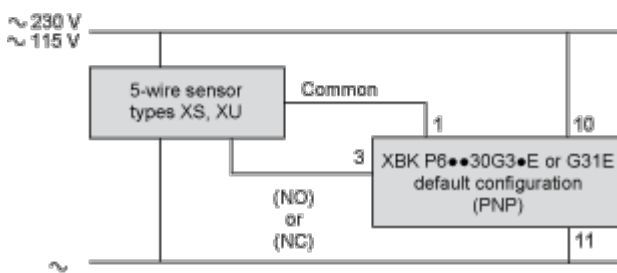 ~ 230 V
~ 115 V
5-wire sensor
types XS, XU
Common
1
10
3
XBK P6●●30G3●E or G31E
default configuration
(PNP)
(NO)
or
(NC)
11
~